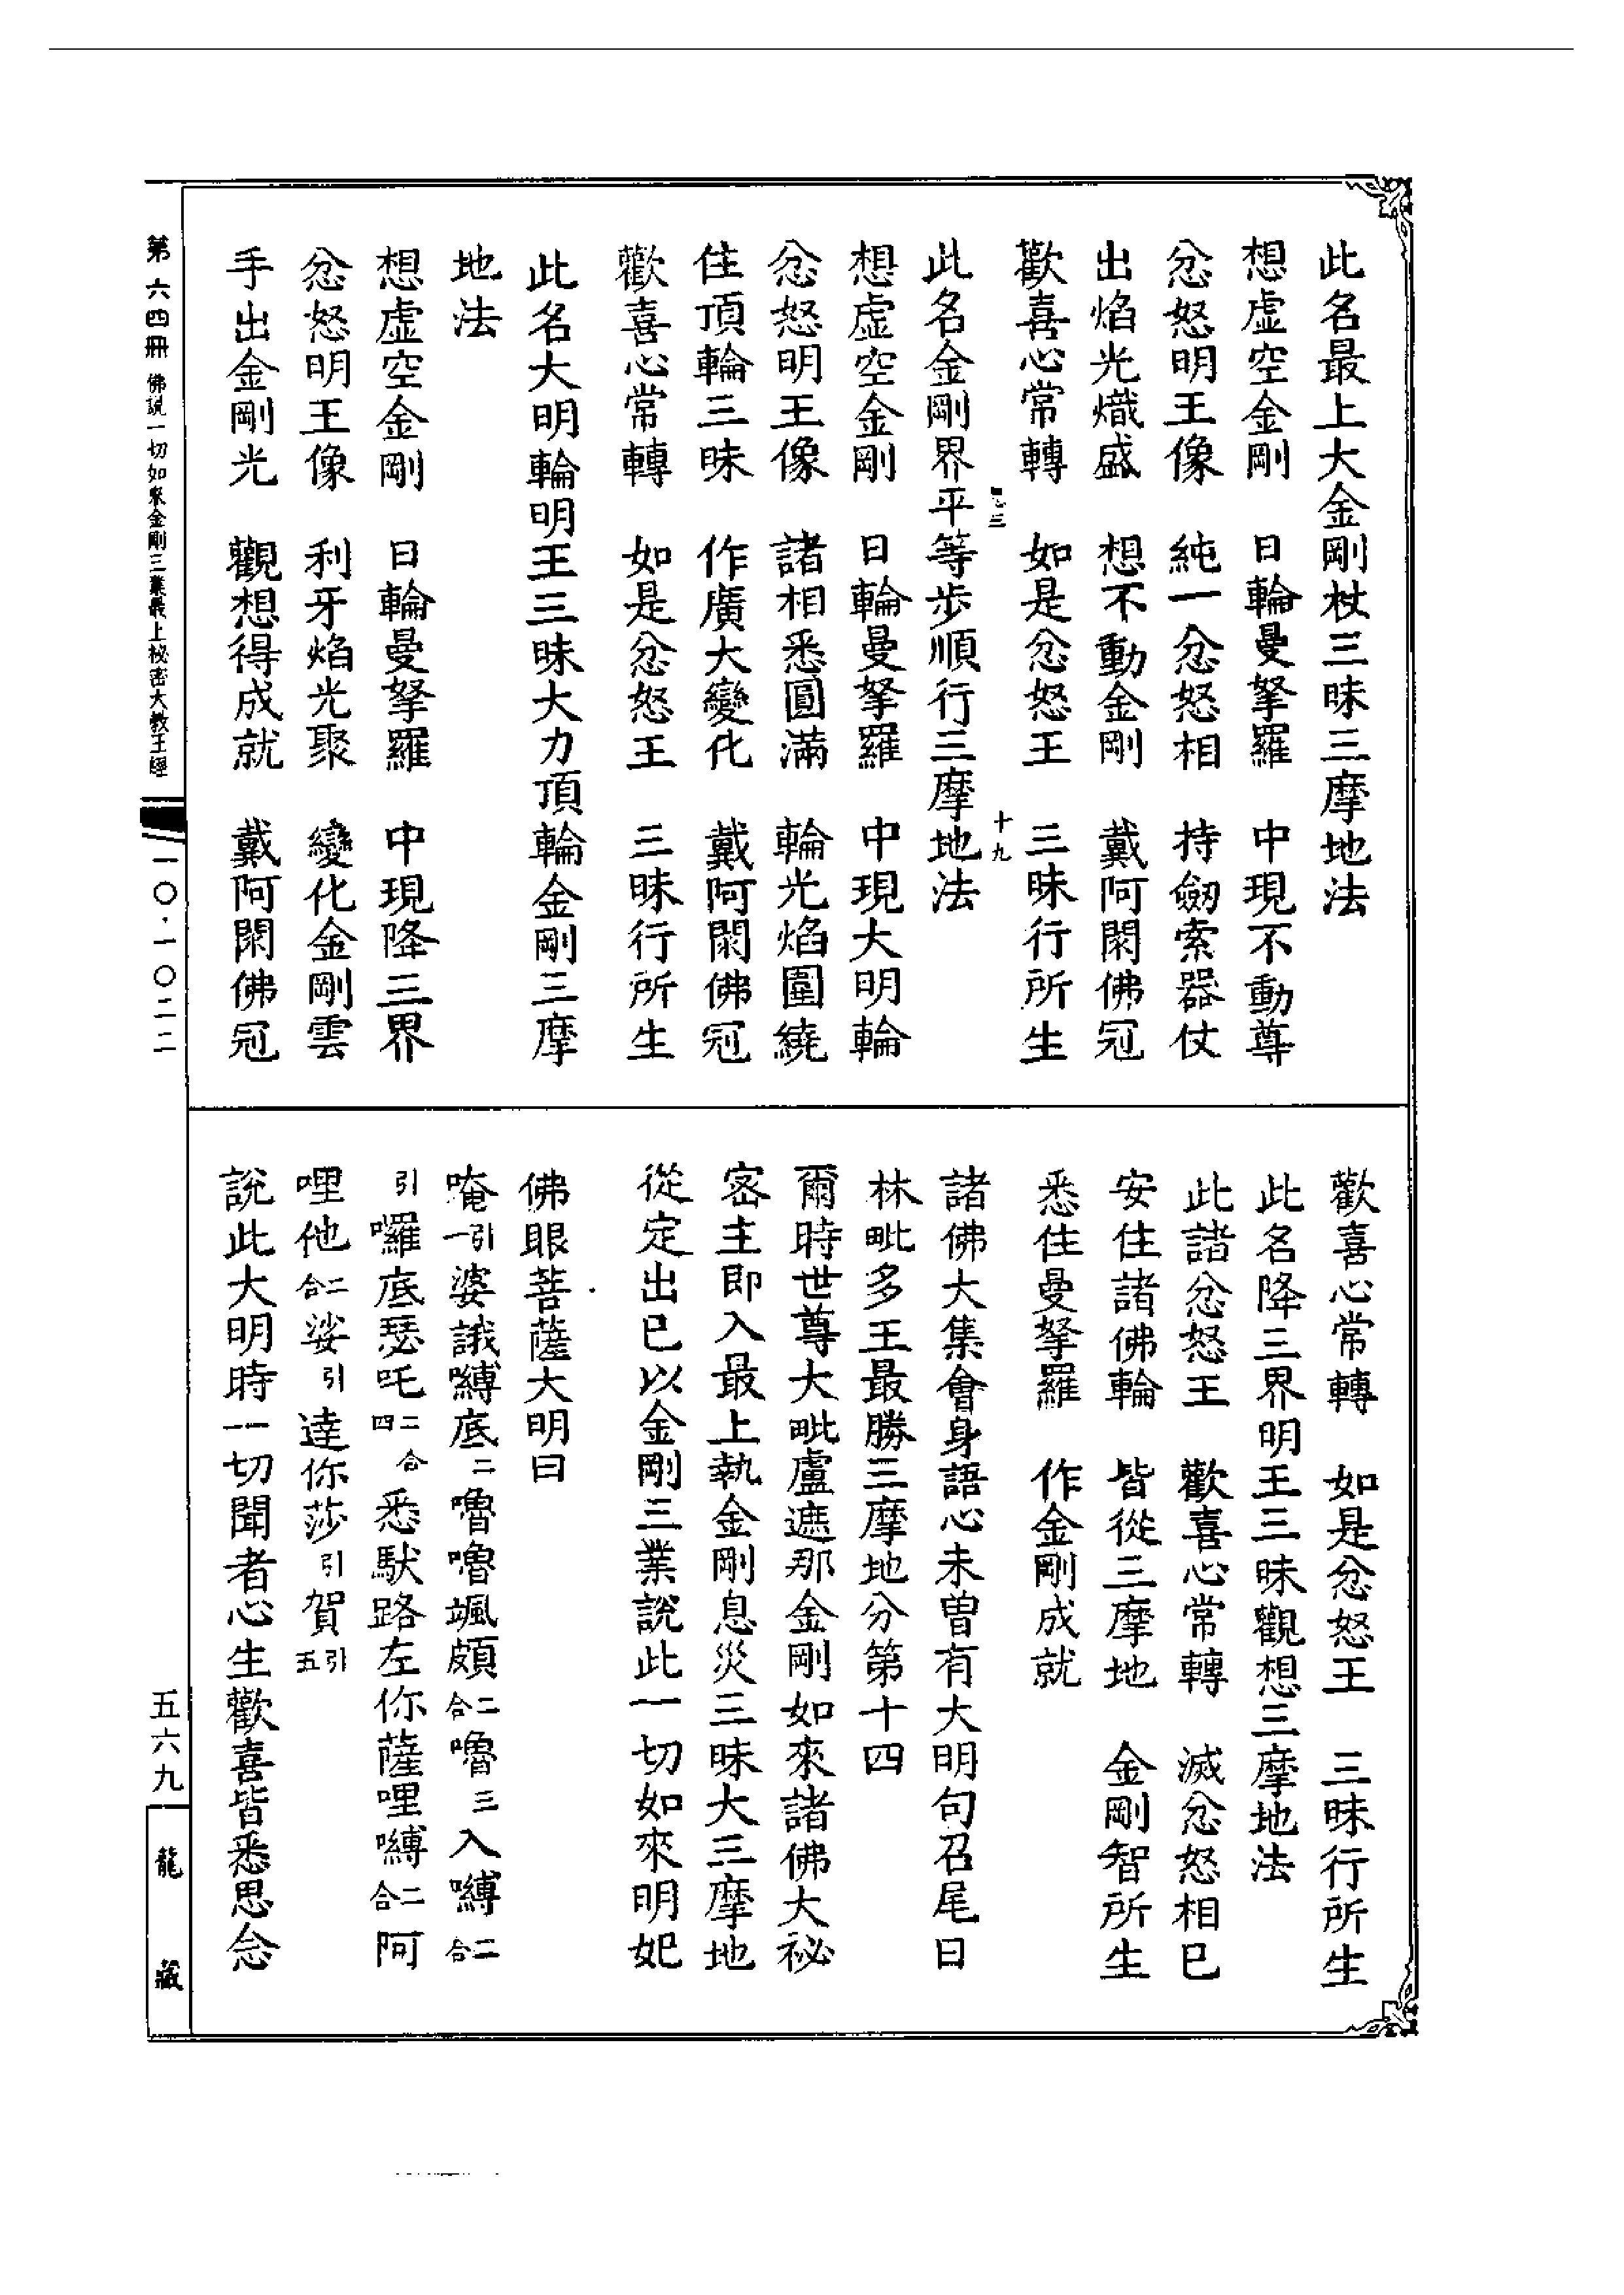 此名最上大金剛杖三昧三摩地法
想虛空金剛　日輪曼拏羅　中現不動尊
忿怒明王像　純一忿怒相　持劒索器仗
出焰光熾盛　想不動金剛　戴阿閦佛冠
歡喜心常轉　如是忿怒王　三昧行所生
十九
此名金剛界平等步順行三摩地法
想虛空金剛　日輪曼拏羅　中現大明輪
忿怒明王像　諸相悉圓滿　輪光焰圍繞
住頂輪三昧　作廣大變化　戴阿閦佛冠
歡喜心常轉　如是忿怒王　三昧行所生
此名大明輪明王三昧大力頂輪金剛三摩
地法
想虛空金剛　日輪曼拏羅　中現降三界
忿怒明王像　利牙焰光聚　變化金剛雲
手出金剛光　觀想得成就　戴阿閦佛冠
歡喜心常轉　如是忿怒王　三昧行所生
此名降三界明王三昧觀想三摩地法
此諸忿怒王　歡喜心常轉　滅忿怒相已
安住諸佛輪　皆從三摩地　金剛智所生
悉住曼拏羅　作金剛成就
諸佛大集會身語心未曾有大明句召尾日
林毗多王最勝三摩地分第十四
爾時世尊大毗盧遮那金剛如來諸佛大祕
密主即入最上執金剛息災三昧大三摩地
從定出已以金剛三業說此一切如來明妃
佛眼菩薩大明曰
唵引一婆誐嚩底二嚕嚕颯頗二合嚕三入嚩二合
引囉底瑟吒二合四悉馱路左你薩哩嚩二合阿
哩他二合娑引達你莎引賀引五
說此大明時一切聞者心生歡喜皆悉思念
第六四冊　佛說一切如來金剛三業最上祕密大教王經
一〇·一〇二二
五六九
龍藏